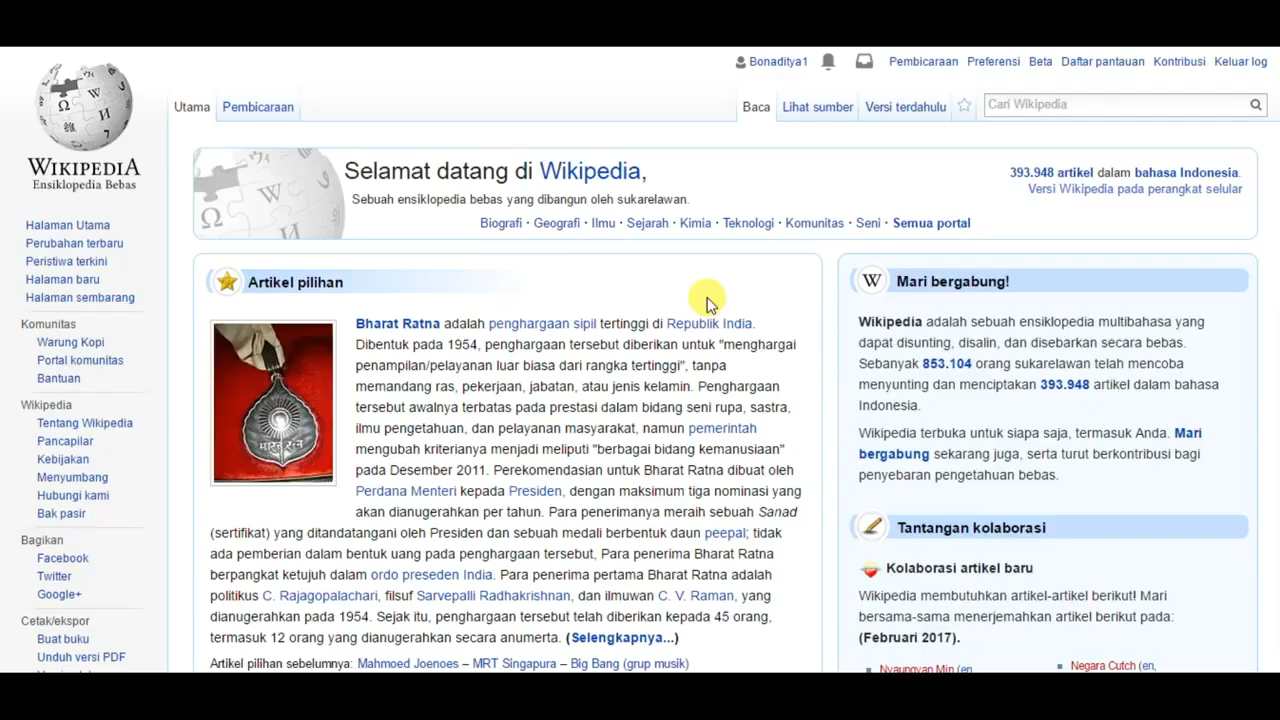 Bonaditya1 Pembicaraan Preferensi Beta Daftar pantauan Kontribusi Keluar log
Utama Pembicaraan Baca Lihat sumber Versi terdahulu Cari Wikipedia
WIKIPEDIA
Ensiklopedia Bebas
Halaman Utama
Perubahan terbaru
Peristiwa terkini
Halaman baru
Halaman sembarang
Komunitas
Warung Kopi
Portal komunitas
Bantuan
Wikipedia
Tentang Wikipedia
Pancapilar
Kebijakan
Menyumbang
Hubungi kami
Bak pasir
Bagikan
Facebook
Twitter
Google+
Cetak/ekspor
Buat buku
Unduh versi PDF
Selamat datang di Wikipedia,
Sebuah ensiklopedia bebas yang dibangun oleh sukarelawan.
393.948 artikel dalam bahasa Indonesia.
Versi Wikipedia pada perangkat selular
Biografi · Geografi · Ilmu · Sejarah · Kimia · Teknologi · Komunitas · Seni · Semua portal
Artikel pilihan
Bharat Ratna adalah penghargaan sipil tertinggi di Republik India.
Dibentuk pada 1954, penghargaan tersebut diberikan untuk "menghargai
penampilan/pelayanan luar biasa dari rangka tertinggi", tanpa
memandang ras, pekerjaan, jabatan, atau jenis kelamin. Penghargaan
tersebut awalnya terbatas pada prestasi dalam bidang seni rupa, sastra,
ilmu pengetahuan, dan pelayanan masyarakat, namun pemerintah
mengubah kriterianya menjadi meliputi "berbagai bidang kemanusiaan"
pada Desember 2011. Perekomendasian untuk Bharat Ratna dibuat oleh
Perdana Menteri kepada Presiden, dengan maksimum tiga nominasi yang
akan dianugerahkan per tahun. Para penerimanya meraih sebuah Sanad
(sertifikat) yang ditandatangani oleh Presiden dan sebuah medali berbentuk daun peepal; tidak
ada pemberian dalam bentuk uang pada penghargaan tersebut, Para penerima Bharat Ratna
berpangkat ketujuh dalam ordo preseden India. Para penerima pertama Bharat Ratna adalah
politikus C. Rajagopalachari, filsuf Sarvepalli Radhakrishnan, dan ilmuwan C. V. Raman, yang
dianugerahkan pada 1954. Sejak itu, penghargaan tersebut telah diberikan kepada 45 orang,
termasuk 12 orang yang dianugerahkan secara anumerta. (Selengkapnya...)
Artikel pilihan sebelumnya: Mahmoed Joenoes – MRT Singapura – Big Bang (grup musik)
भारत रत्न
Mari bergabung!
Wikipedia adalah sebuah ensiklopedia multibahasa yang
dapat disunting, disalin, dan disebarkan secara bebas.
Sebanyak 853.104 orang sukarelawan telah mencoba
menyunting dan menciptakan 393.948 artikel dalam bahasa
Indonesia.
Wikipedia terbuka untuk siapa saja, termasuk Anda. Mari
bergabung sekarang juga, serta turut berkontribusi bagi
penyebaran pengetahuan bebas.
Tantangan kolaborasi
Kolaborasi artikel baru
Wikipedia membutuhkan artikel-artikel berikut! Mari
bersama-sama menerjemahkan artikel berikut pada:
(Februari 2017).
Nyaungyan Min (en Negara Cutch (en,